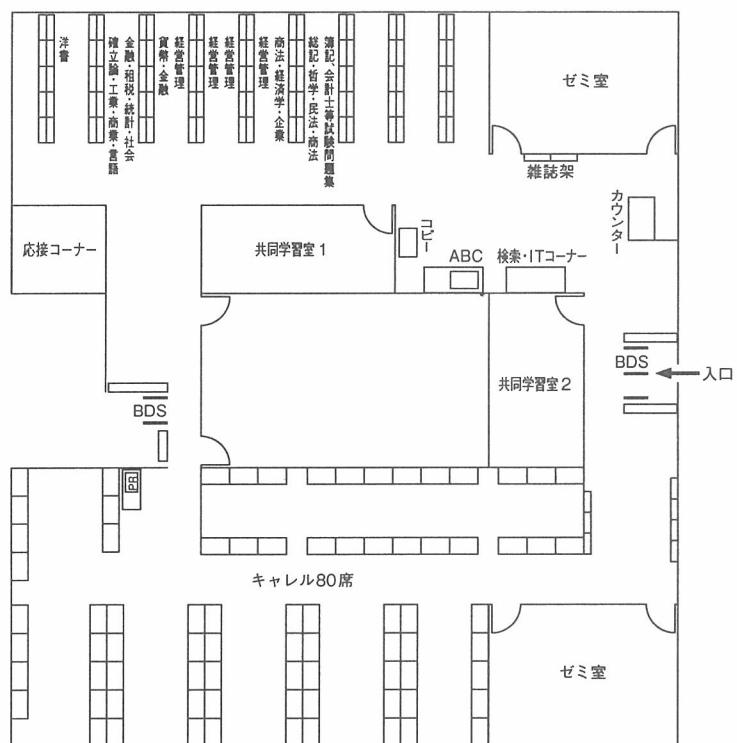 洋書
確立論・工業・商業・言語
金融・租税・統計・社会
貨幣・金融
経営管理
経営管理
経営管理
経営管理
商法・経済学・企業
総記・哲学・民法・商法
簿記、会計士等試験問題集
ゼミ室
雑誌架
カウンター
応接コーナー
共同学習室1
コピー
ABC
検索・ITコーナー
共同学習室2
BDS
入口
BDS
PR
キャレル80席
ゼミ室